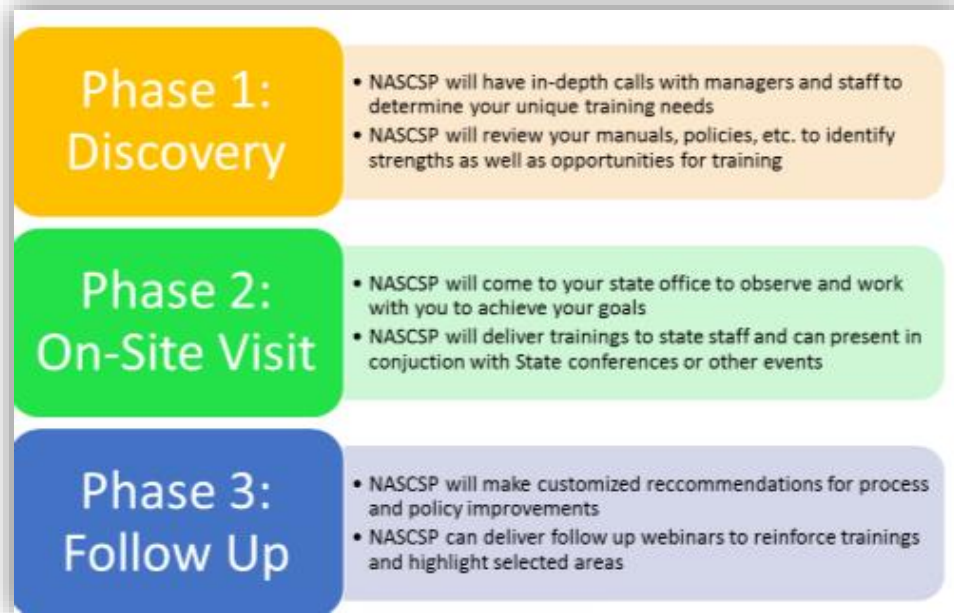 Phase 1:
Discovery
• NASCSP will have in-depth calls with managers and staff to
determine your unique training needs
• NASCSP will review your manuals, policies, etc. to identify
strengths as well as opportunities for training
Phase 2:
On-Site Visit
• NASCSP will come to your state office to observe and work
with you to achieve your goals
• NASCSP will deliver trainings to state staff and can present in
conjuction with State conferences or other events
Phase 3:
Follow Up
• NASCSP will make customized reccommendations for process
and policy improvements
• NASCSP can deliver follow up webinars to reinforce trainings
and highlight selected areas